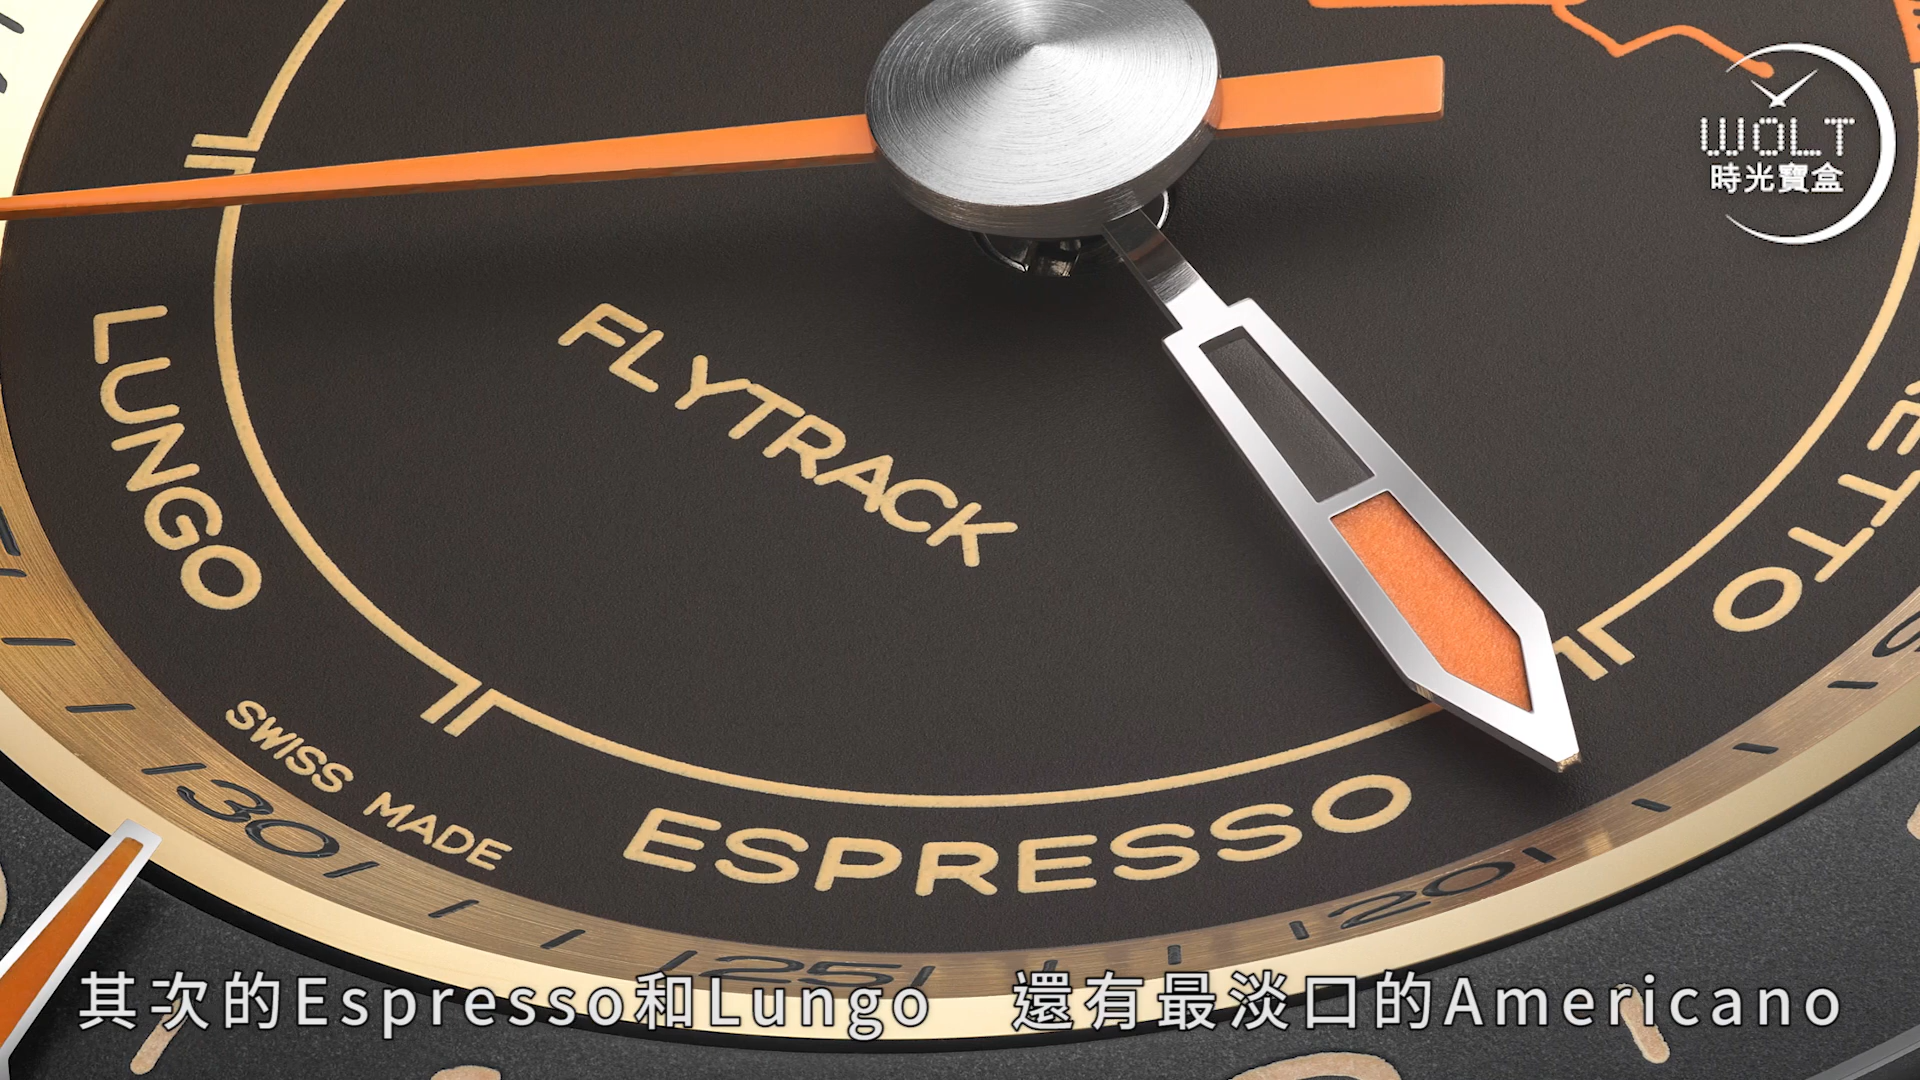 WOLT
時光寶盒
FLYTRACK
LUNGO
ESPRESSO
ETTO
SWISS MADE
30
25
20
其次的Espresso和Lungo 還有最淡口的Americano